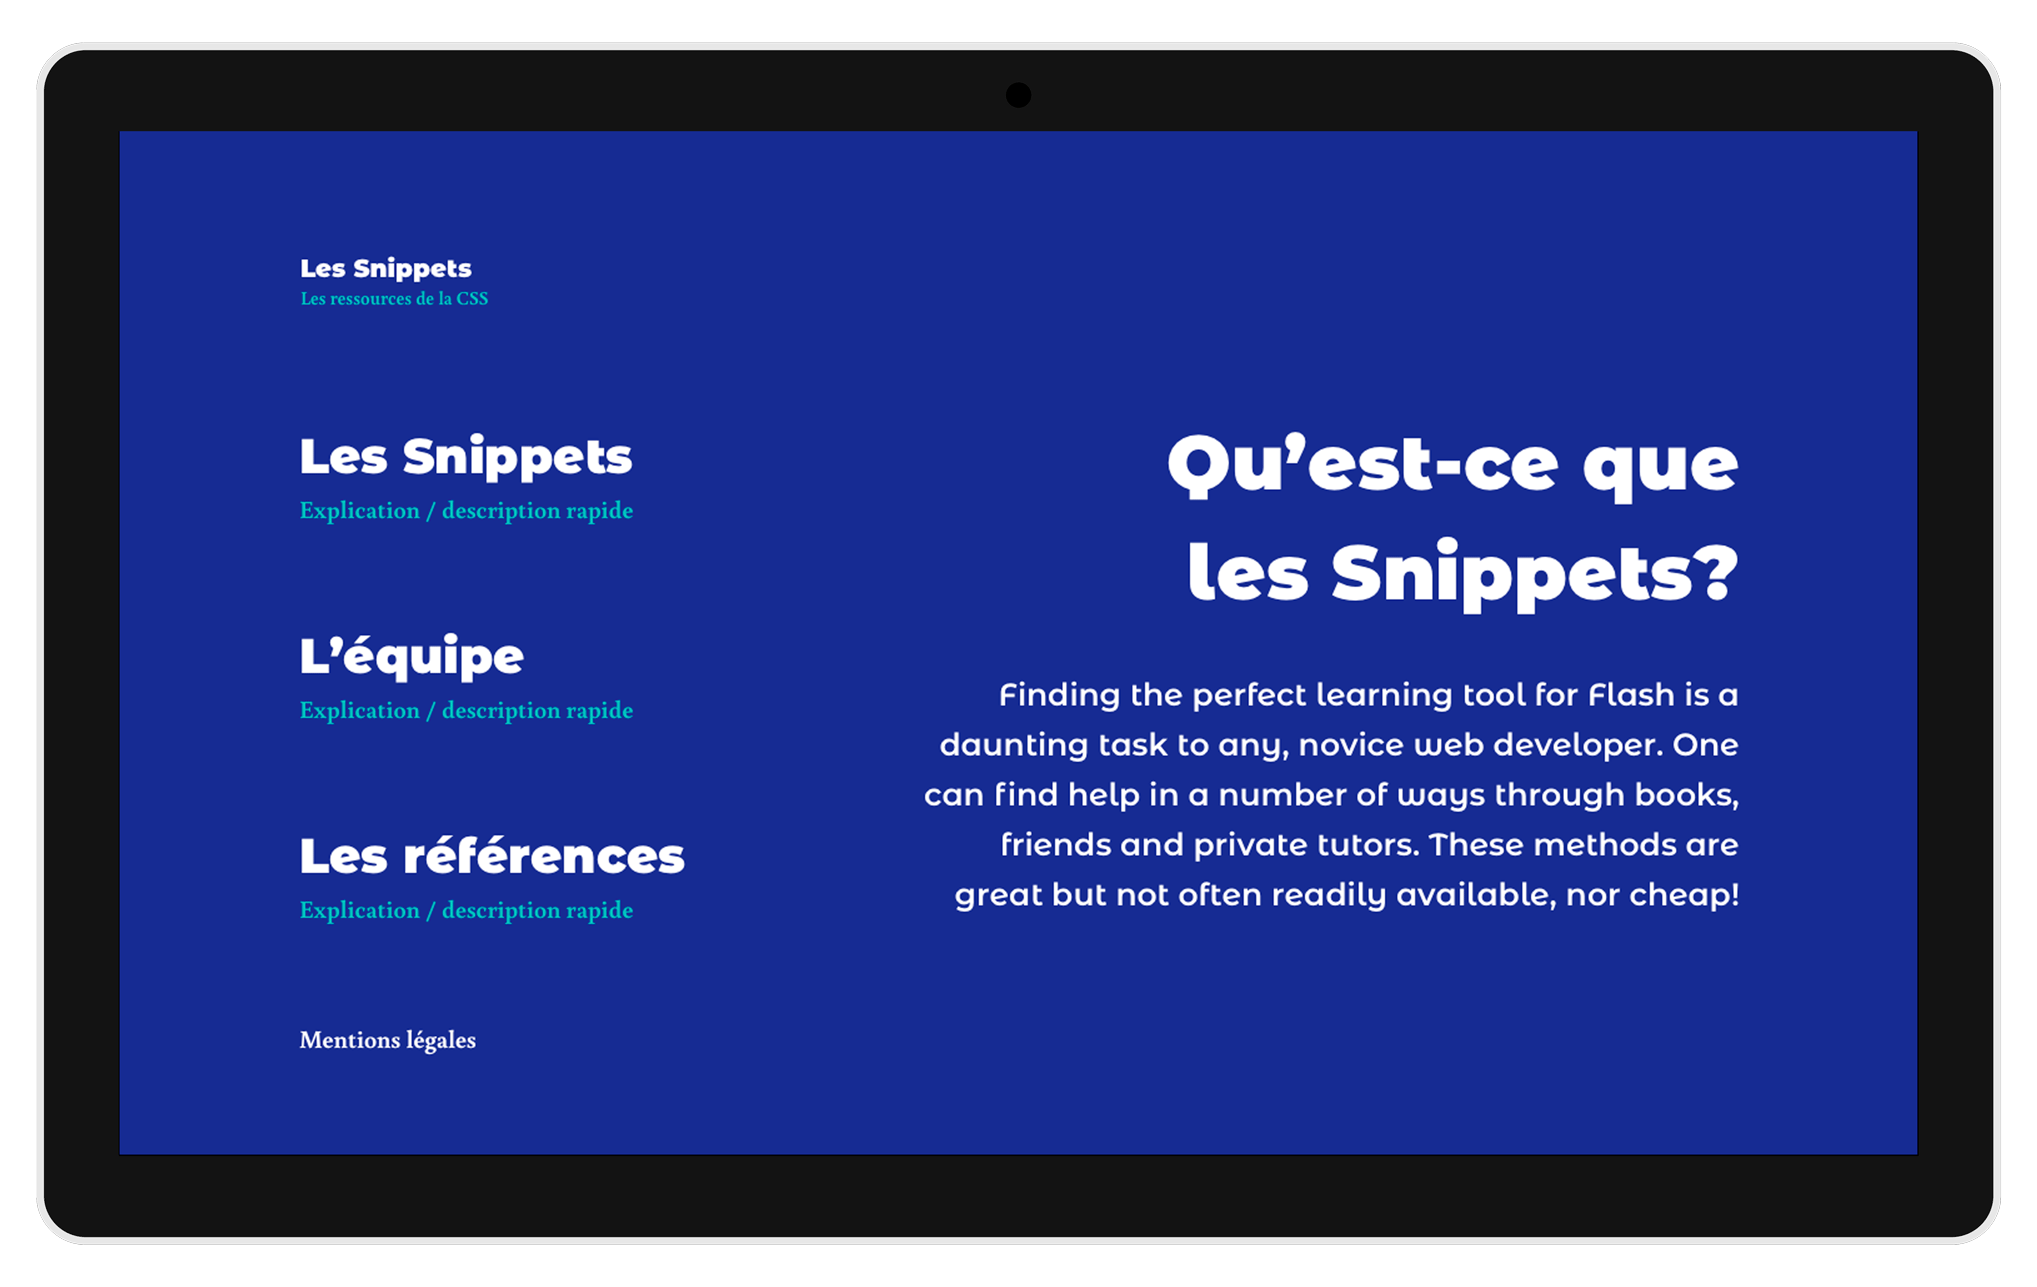 Les Snippets
Les ressources de la CSS
Les Snippets
Explication / description rapide
L’équipe
Explication / description rapide
Les références
Explication / description rapide
Mentions légales
Qu’est-ce que
les Snippets?
Finding the perfect learning tool for Flash is a
daunting task to any, novice web developer. One
can find help in a number of ways through books,
friends and private tutors. These methods are
great but not often readily available, nor cheap!